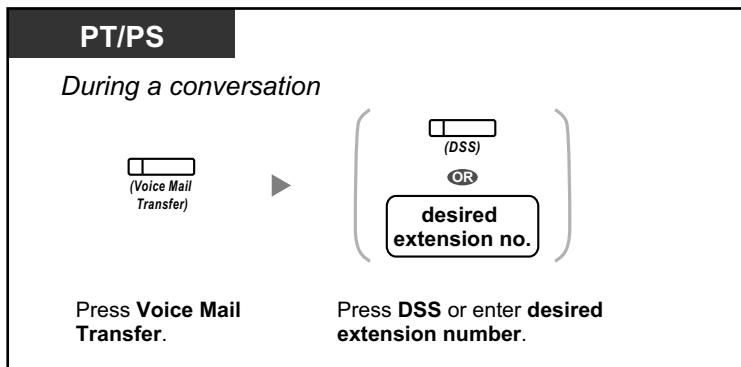 PT/PS
During a conversation
(Voice Mail
Transfer)
(DSS)
OR
desired
extension no.
Press Voice Mail
Transfer.
Press DSS or enter desired
extension number.